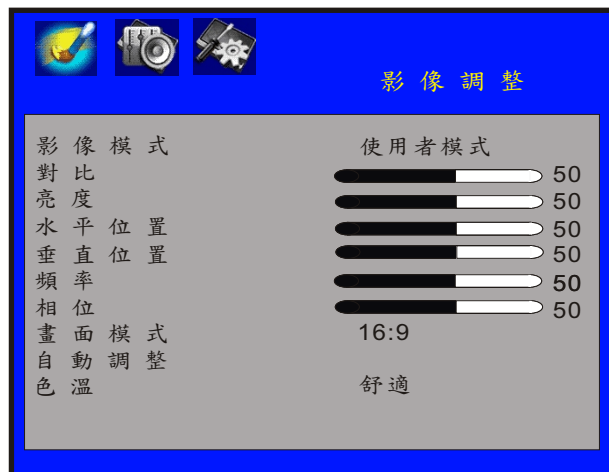 影像調整
影像模式 使用者模式
對比 50
亮度 50
水平位置 50
垂直位置 50
頻率 50
相位 50
畫面模式 16:9
自動調整
色溫 舒適